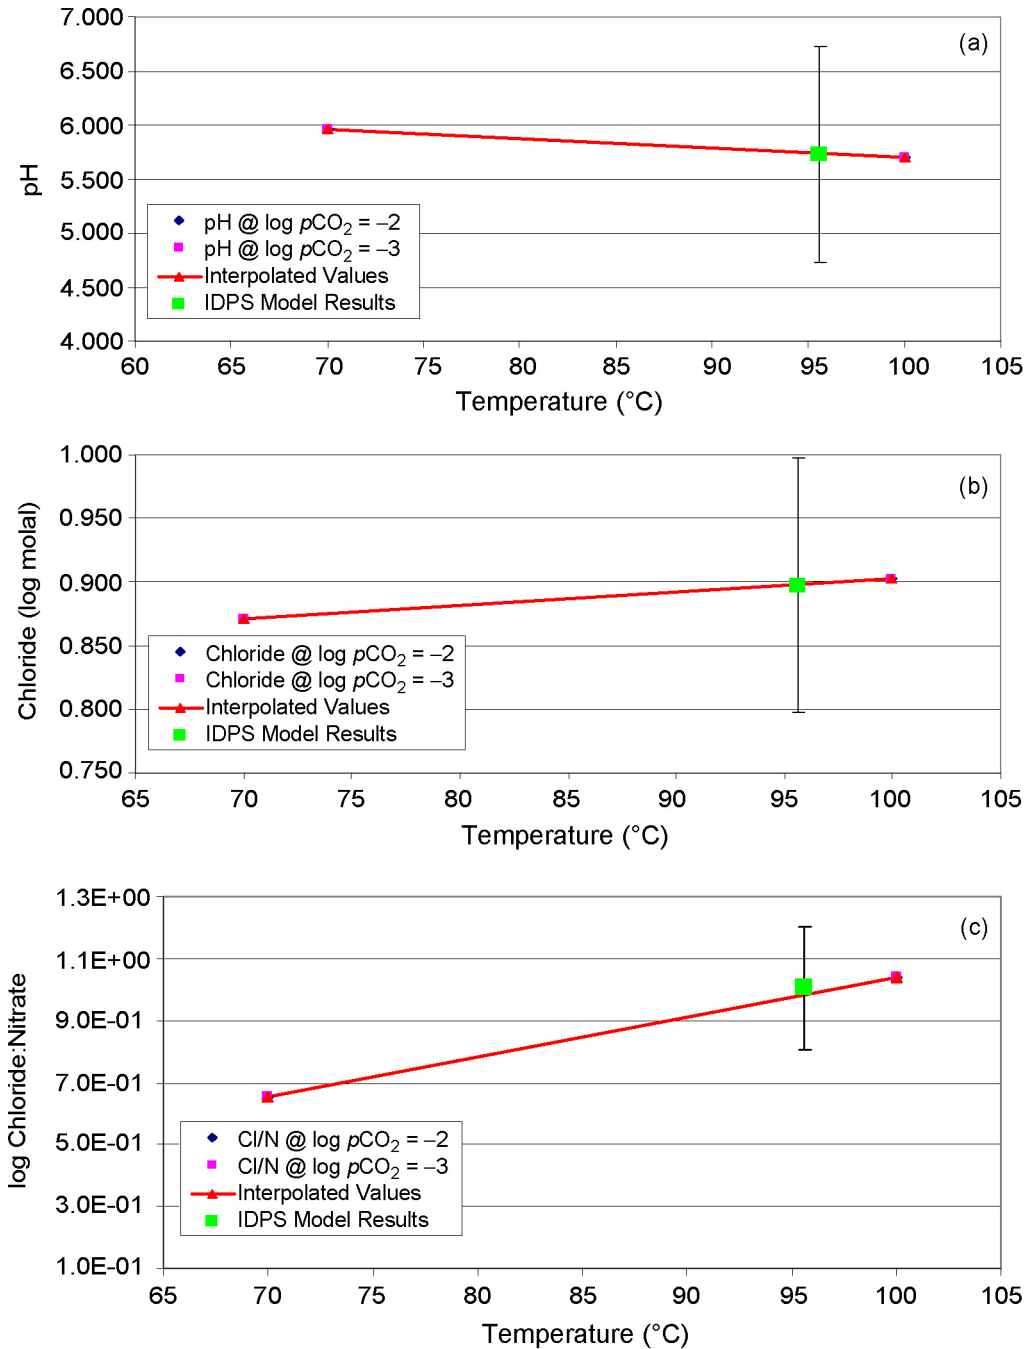 (a)
7.000
6.500
6.000
5.500
5.000
4.500
4.000
pH
pH @ log pCO₂ = –2
pH @ log pCO₂ = –3
Interpolated Values
IDPS Model Results
60 65 70 75 80 85 90 95 100 105
Temperature (°C)
(b)
1.000
0.950
0.900
0.850
0.800
0.750
Chloride (log molal)
Chloride @ log pCO₂ = –2
Chloride @ log pCO₂ = –3
Interpolated Values
IDPS Model Results
65 70 75 80 85 90 95 100 105
Temperature (°C)
(c)
1.3E+00
1.1E+00
9.0E-01
7.0E-01
5.0E-01
3.0E-01
1.0E-01
log Chloride:Nitrate
Cl/N @ log pCO₂ = –2
Cl/N @ log pCO₂ = –3
Interpolated Values
IDPS Model Results
65 70 75 80 85 90 95 100 105
Temperature (°C)